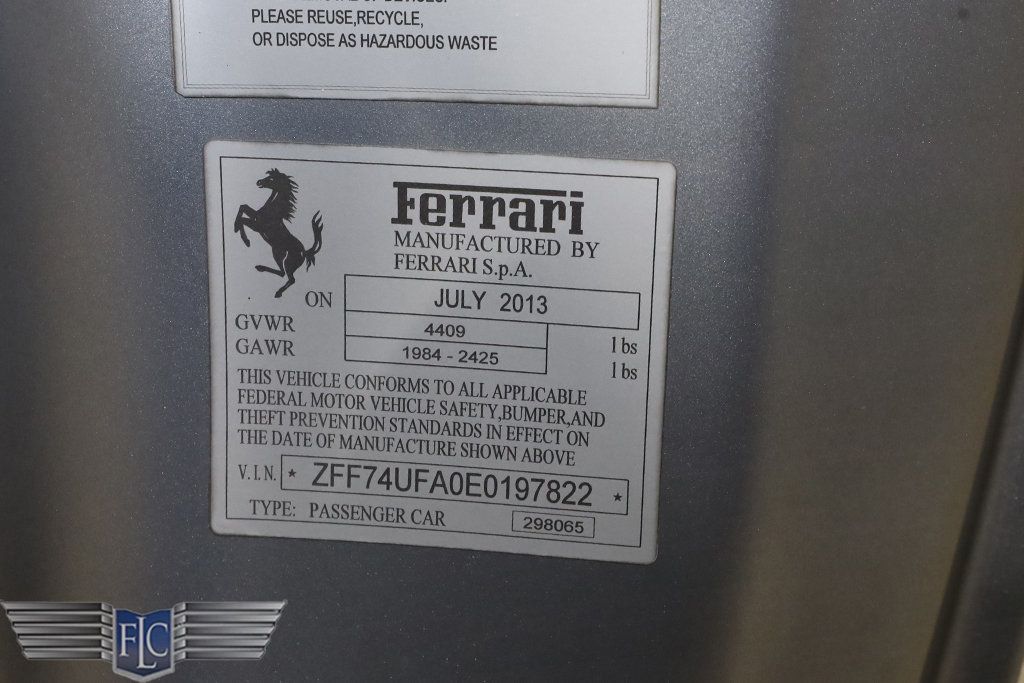 PLEASE REUSE,RECYCLE,
OR DISPOSE AS HAZARDOUS WASTE
Ferrari
MANUFACTURED BY
FERRARI S.p.A.
ON JULY 2013
GVWR 4409 lbs
GAWR 1984 - 2425 lbs
THIS VEHICLE CONFORMS TO ALL APPLICABLE
FEDERAL MOTOR VEHICLE SAFETY,BUMPER,AND
THEFT PREVENTION STANDARDS IN EFFECT ON
THE DATE OF MANUFACTURE SHOWN ABOVE
V.I.N. * ZFF74UFA0E0197822 *
TYPE: PASSENGER CAR 298065
FLC